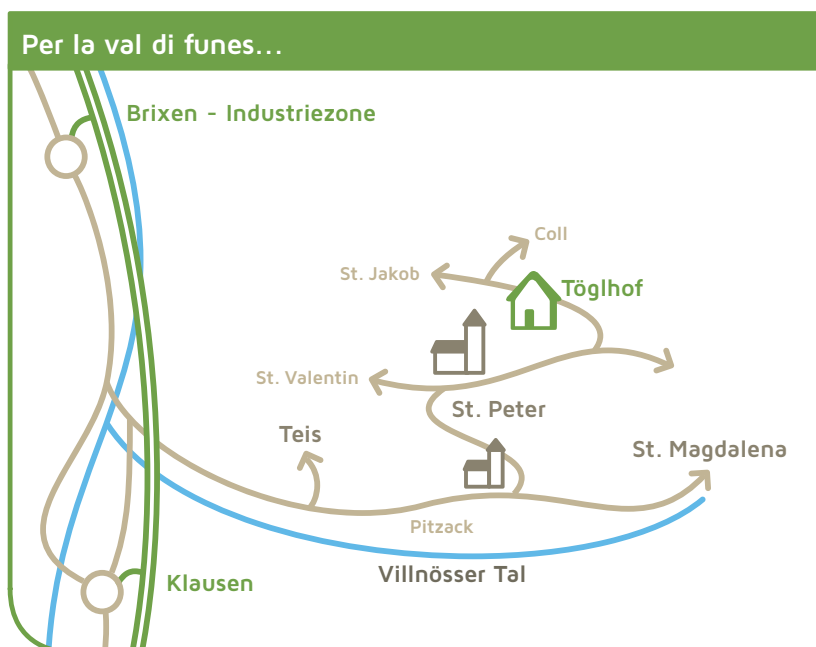 Per la val di funes...
Brixen - Industriezone
Coll
St. Jakob
Töglhof
St. Valentin
St. Peter
Teis
St. Magdalena
Pitzack
Villnösser Tal
Klausen